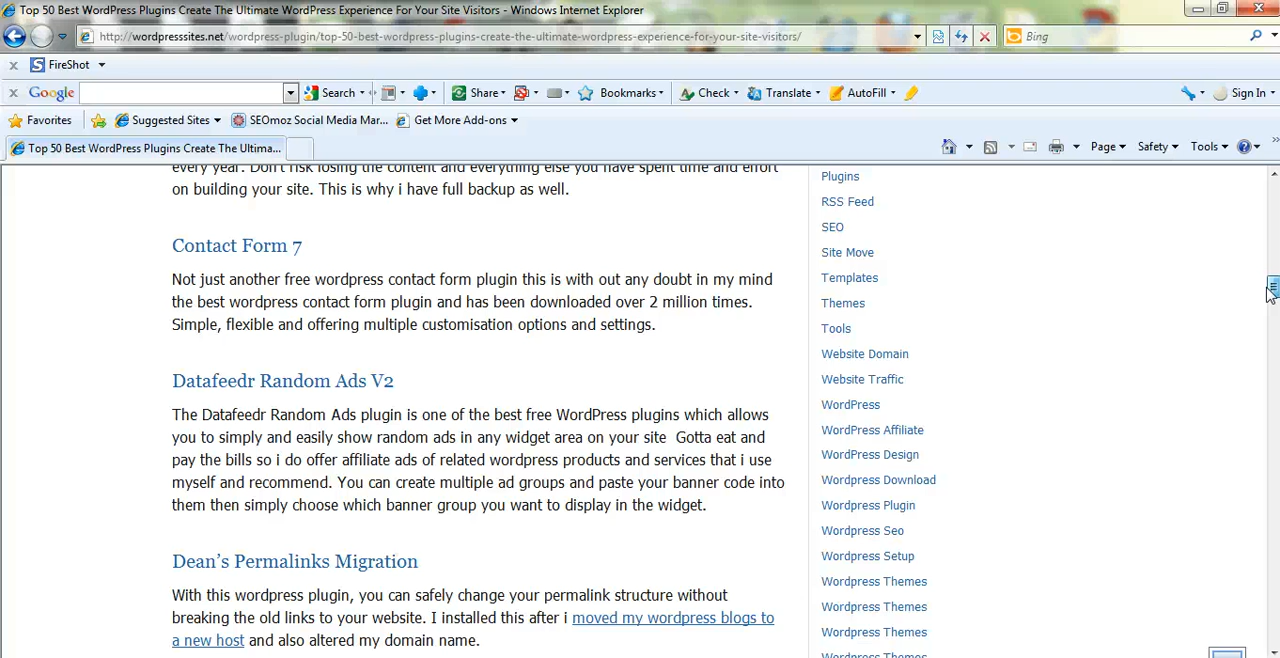 Top 50 Best WordPress Plugins Create The Ultimate WordPress Experience For Your Site Visitors - Windows Internet Explorer
http://wordpresssites.net/wordpress-plugin/top-50-best-wordpress-plugins-create-the-ultimate-wordpress-experience-for-your-site-visitors/
Bing
x FireShot
x Google Search Share Bookmarks Check Translate AutoFill Sign In
Favorites Suggested Sites SEOmoz Social Media Mar... Get More Add-ons
Top 50 Best WordPress Plugins Create The Ultima... Page Safety Tools
every year. Don't risk losing the content and everything else you have spent time and effort
on building your site. This is why i have full backup as well.
Contact Form 7
Not just another free wordpress contact form plugin this is with out any doubt in my mind
the best wordpress contact form plugin and has been downloaded over 2 million times.
Simple, flexible and offering multiple customisation options and settings.
Datafeedr Random Ads V2
The Datafeedr Random Ads plugin is one of the best free WordPress plugins which allows
you to simply and easily show random ads in any widget area on your site  Gotta eat and
pay the bills so i do offer affiliate ads of related wordpress products and services that i use
myself and recommend. You can create multiple ad groups and paste your banner code into
them then simply choose which banner group you want to display in the widget.
Dean's Permalinks Migration
With this wordpress plugin, you can safely change your permalink structure without
breaking the old links to your website. I installed this after i moved my wordpress blogs to
a new host and also altered my domain name.
Plugins
RSS Feed
SEO
Site Move
Templates
Themes
Tools
Website Domain
Website Traffic
WordPress
WordPress Affiliate
WordPress Design
Wordpress Download
Wordpress Plugin
Wordpress Seo
Wordpress Setup
Wordpress Themes
Wordpress Themes
Wordpress Themes
Wordpress Themes